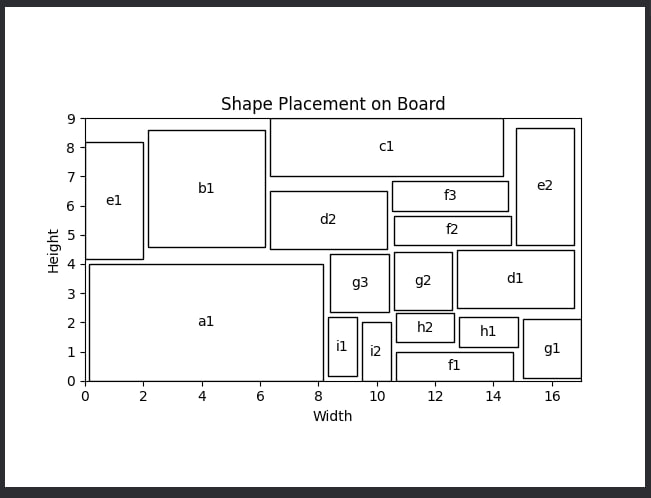 Shape Placement on Board
9
8
7
6
5
4
3
2
1
0
Height
e1
b1
c1
e2
f3
d2
f2
g3
g2
d1
a1
i1
i2
h2
h1
f1
g1
0 2 4 6 8 10 12 14 16
Width